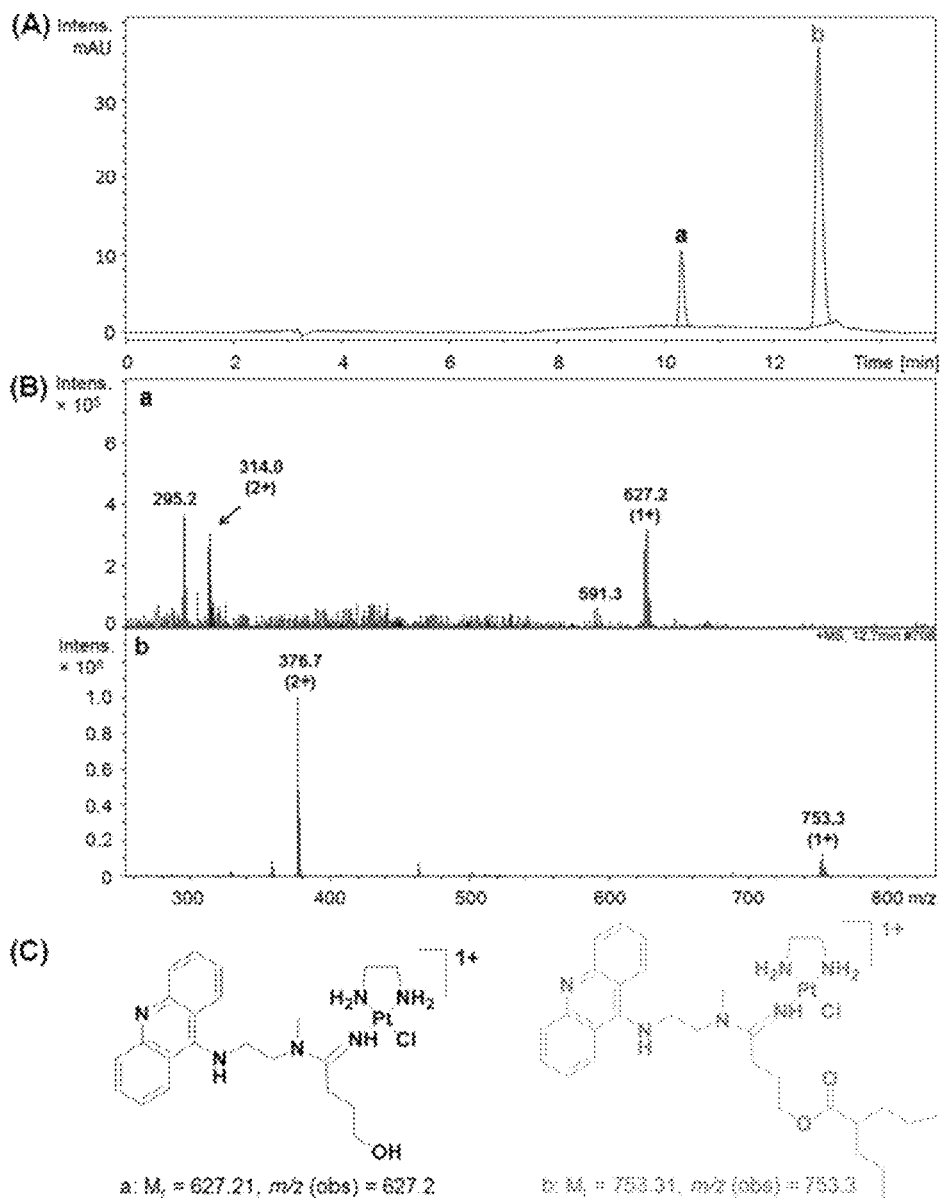 (A) Intens.
mAU
b
30
20
a
10
0
0 2 4 6 8 10 12 Time [min]
(B) Intens.
a
6
314.0
(2+)
627.2
(1+)
295.2
4
2
591.3
0
Intens.
b
376.7
(2+)
1.0
0.8
0.6
0.4
753.3
(1+)
0.2
0
300 400 500 600 700 800 m/z
(C)
1+
1+
H₂N NH₂
Pt
N
N NH Cl
N
H
OH
H₂N NH₂
Pt
N
N NH Cl
N
H
O
O
a: Mᵣ = 627.21, m/z (obs) = 627.2
b: Mᵣ = 753.31, m/z (obs) = 753.3